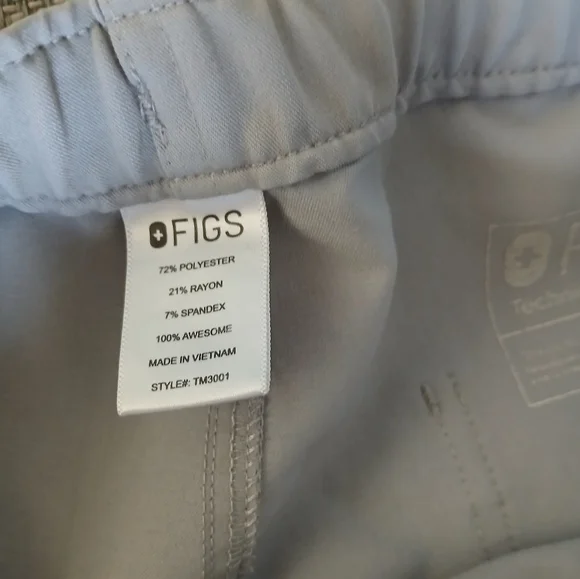 FIGS
72% POLYESTER
21% RAYON
7% SPANDEX
100% AWESOME
MADE IN VIETNAM
STYLE#: TM3001